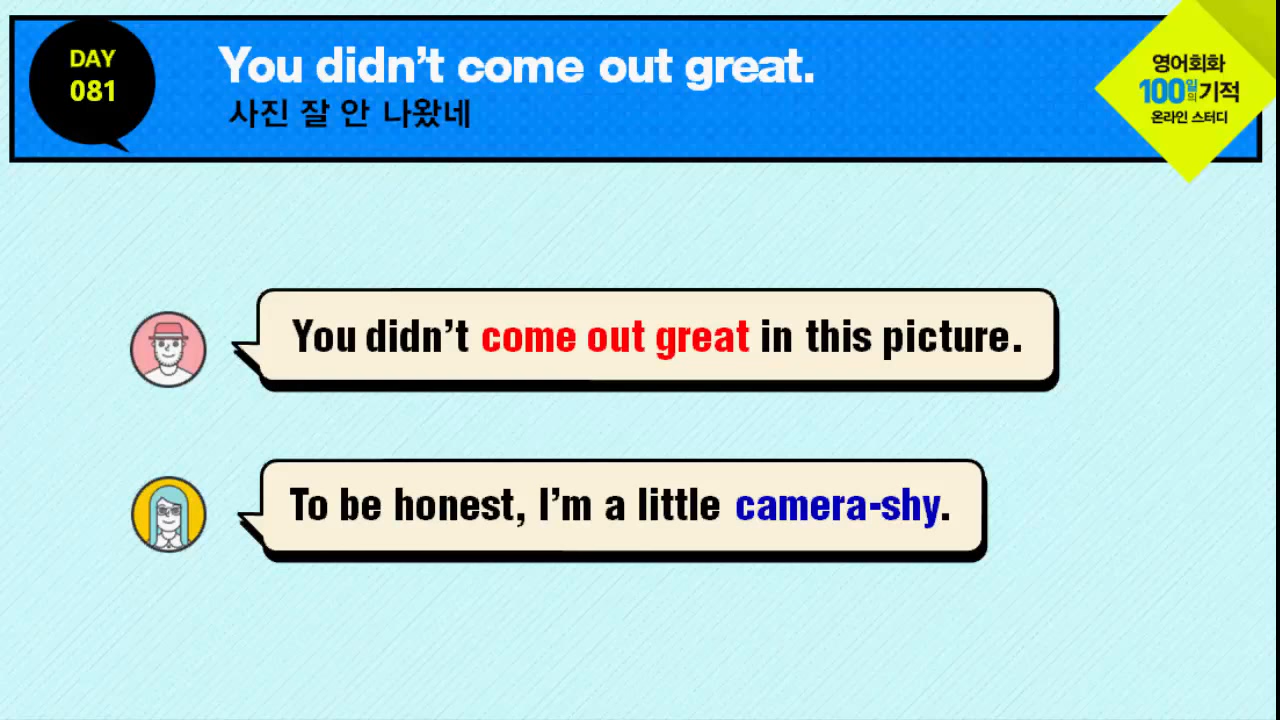 DAY
081
You didn't come out great.
사진 잘 안 나왔네
영어회화
100일의기적
온라인 스터디
You didn't come out great in this picture.
To be honest, I'm a little camera-shy.